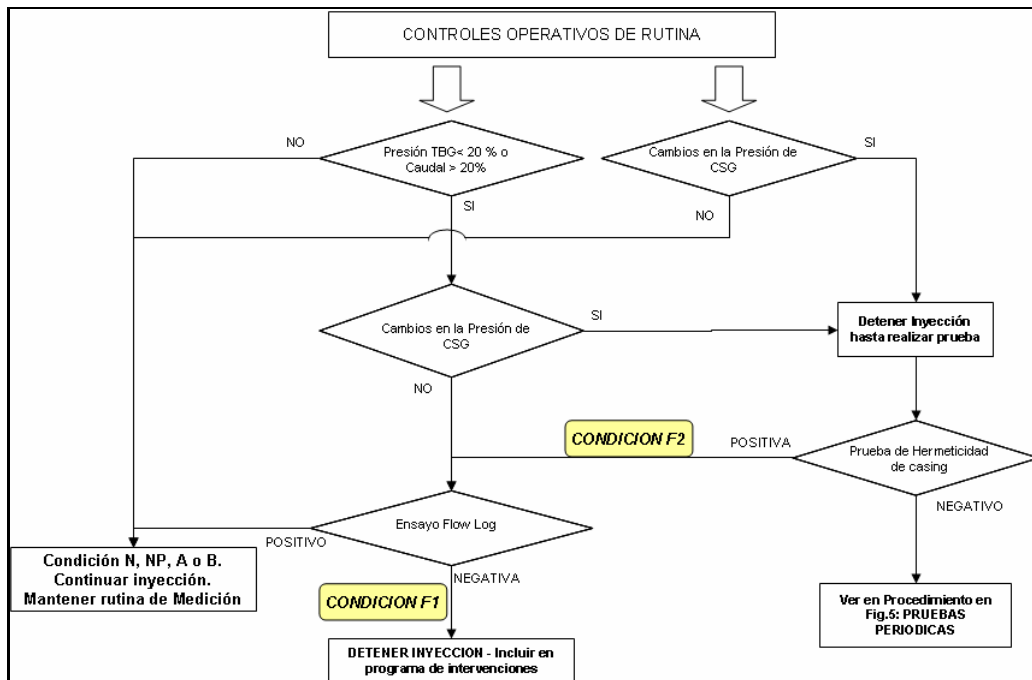 CONTROLES OPERATIVOS DE RUTINA
NO
Presión TBG< 20 % o
Caudal > 20%
SI
Cambios en la Presión de
CSG
SI
NO
Cambios en la Presión de
CSG
SI
NO
Detener Inyección
hasta realizar prueba
CONDICION F2
POSITIVA
Prueba de Hermeticidad
de casing
NEGATIVO
Ensayo Flow Log
POSITIVO
NEGATIVA
Condición N, NP, A o B.
Continuar inyección.
Mantener rutina de Medición
CONDICION F1
DETENER INYECCION - Incluir en
programa de intervenciones
Ver en Procedimiento en
Fig.5: PRUEBAS
PERIODICAS